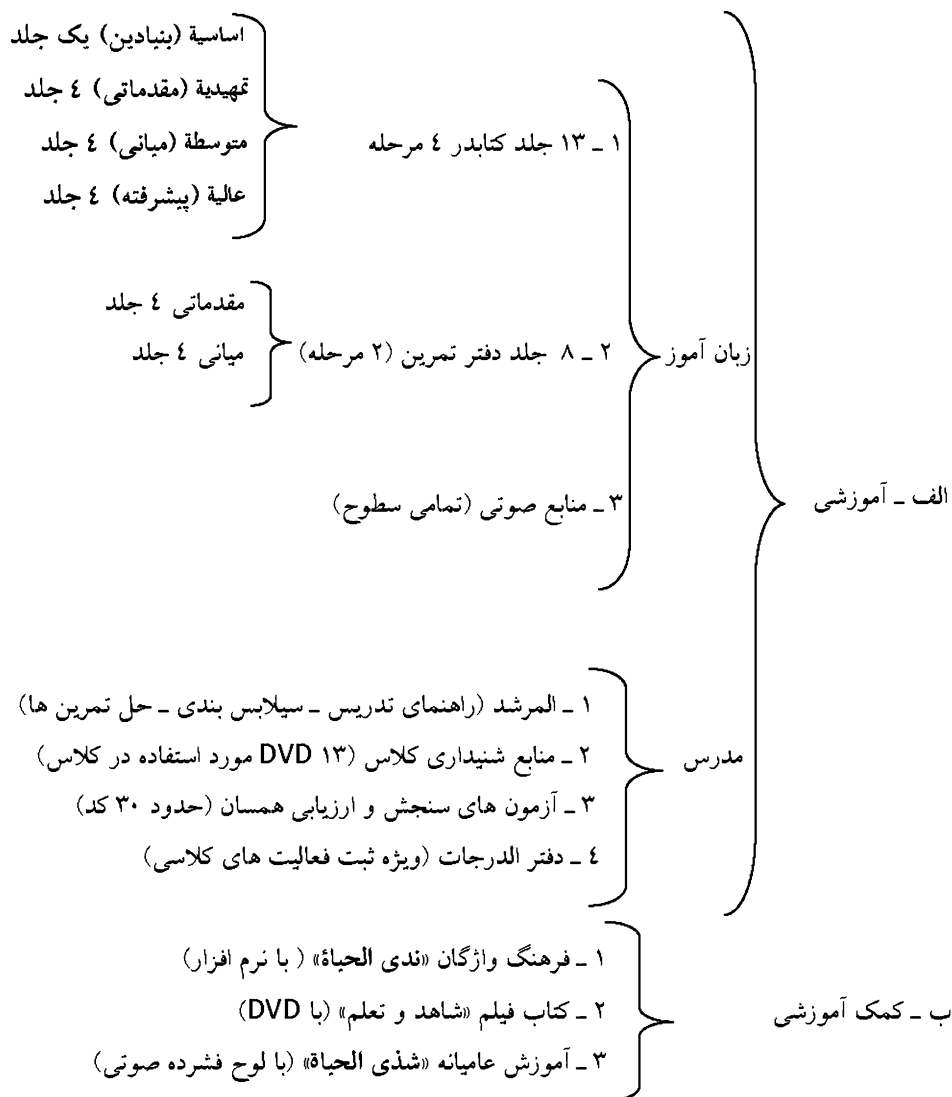 اساسیة (بنیادین) یک جلد
تمهیدیة (مقدماتی) ٤ جلد
۱ ـ ۱۳ جلد کتابدر ٤ مرحله
متوسطة (میانی) ٤ جلد
عالیة (پیشرفته) ٤ جلد
مقدماتی ٤ جلد
۲ ـ ۸ جلد دفتر تمرین (۲ مرحله)
میانی ٤ جلد
زبان آموز
۳ ـ منابع صوتی (تمامی سطوح)
الف ـ آموزشی
۱ ـ المرشد (راهنمای تدریس ـ سیلابس بندی ـ حل تمرین ها)
۲ ـ منابع شنیداری کلاس (۱۳ DVD مورد استفاده در کلاس)
مدرس
۳ ـ آزمون های سنجش و ارزیابی همسان (حدود ۳۰ کد)
٤ ـ دفتر الدرجات (ویژه ثبت فعالیت های کلاسی)
۱ ـ فرهنگ واژگان «ندی الحیاة» ( با نرم افزار)
ب ـ کمک آموزشی
۲ ـ کتاب فیلم «شاهد و تعلم» (با DVD)
۳ ـ آموزش عامیانه «شذی الحیاة» (با لوح فشرده صوتی)